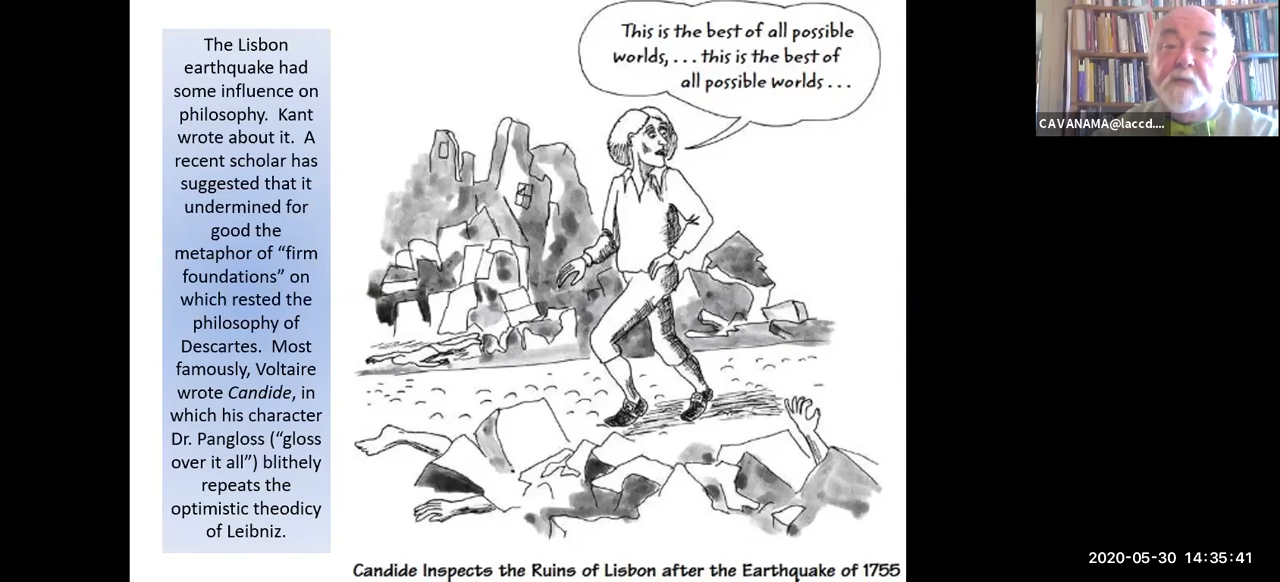 The Lisbon
earthquake had
some influence on
philosophy.  Kant
wrote about it.  A
recent scholar has
suggested that it
undermined for
good the
metaphor of “firm
foundations” on
which rested the
philosophy of
Descartes.  Most
famously, Voltaire
wrote Candide, in
which his character
Dr. Pangloss (“gloss
over it all”) blithely
repeats the
optimistic theodicy
of Leibniz.
This is the best of all possible
worlds, . . . this is the best of
all possible worlds . . .
Candide Inspects the Ruins of Lisbon after the Earthquake of 1755
CAVANAMA@laccd....
2020-05-30 14:35:41